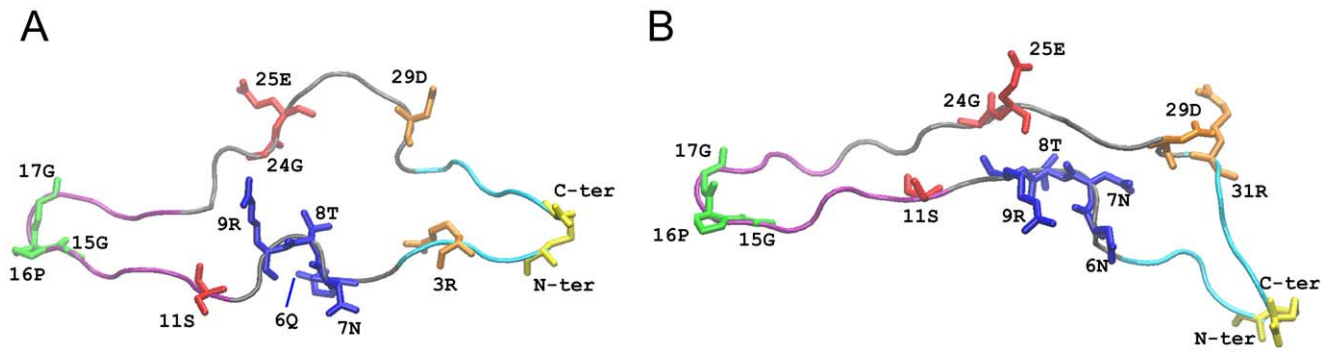 A
25E
29D
24G
17G
9R
8T
C-ter
15G
16P
3R
N-ter
11S
6Q
7N
B
25E
24G
29D
17G
8T
31R
11S
9R
7N
16P
15G
6N
C-ter
N-ter